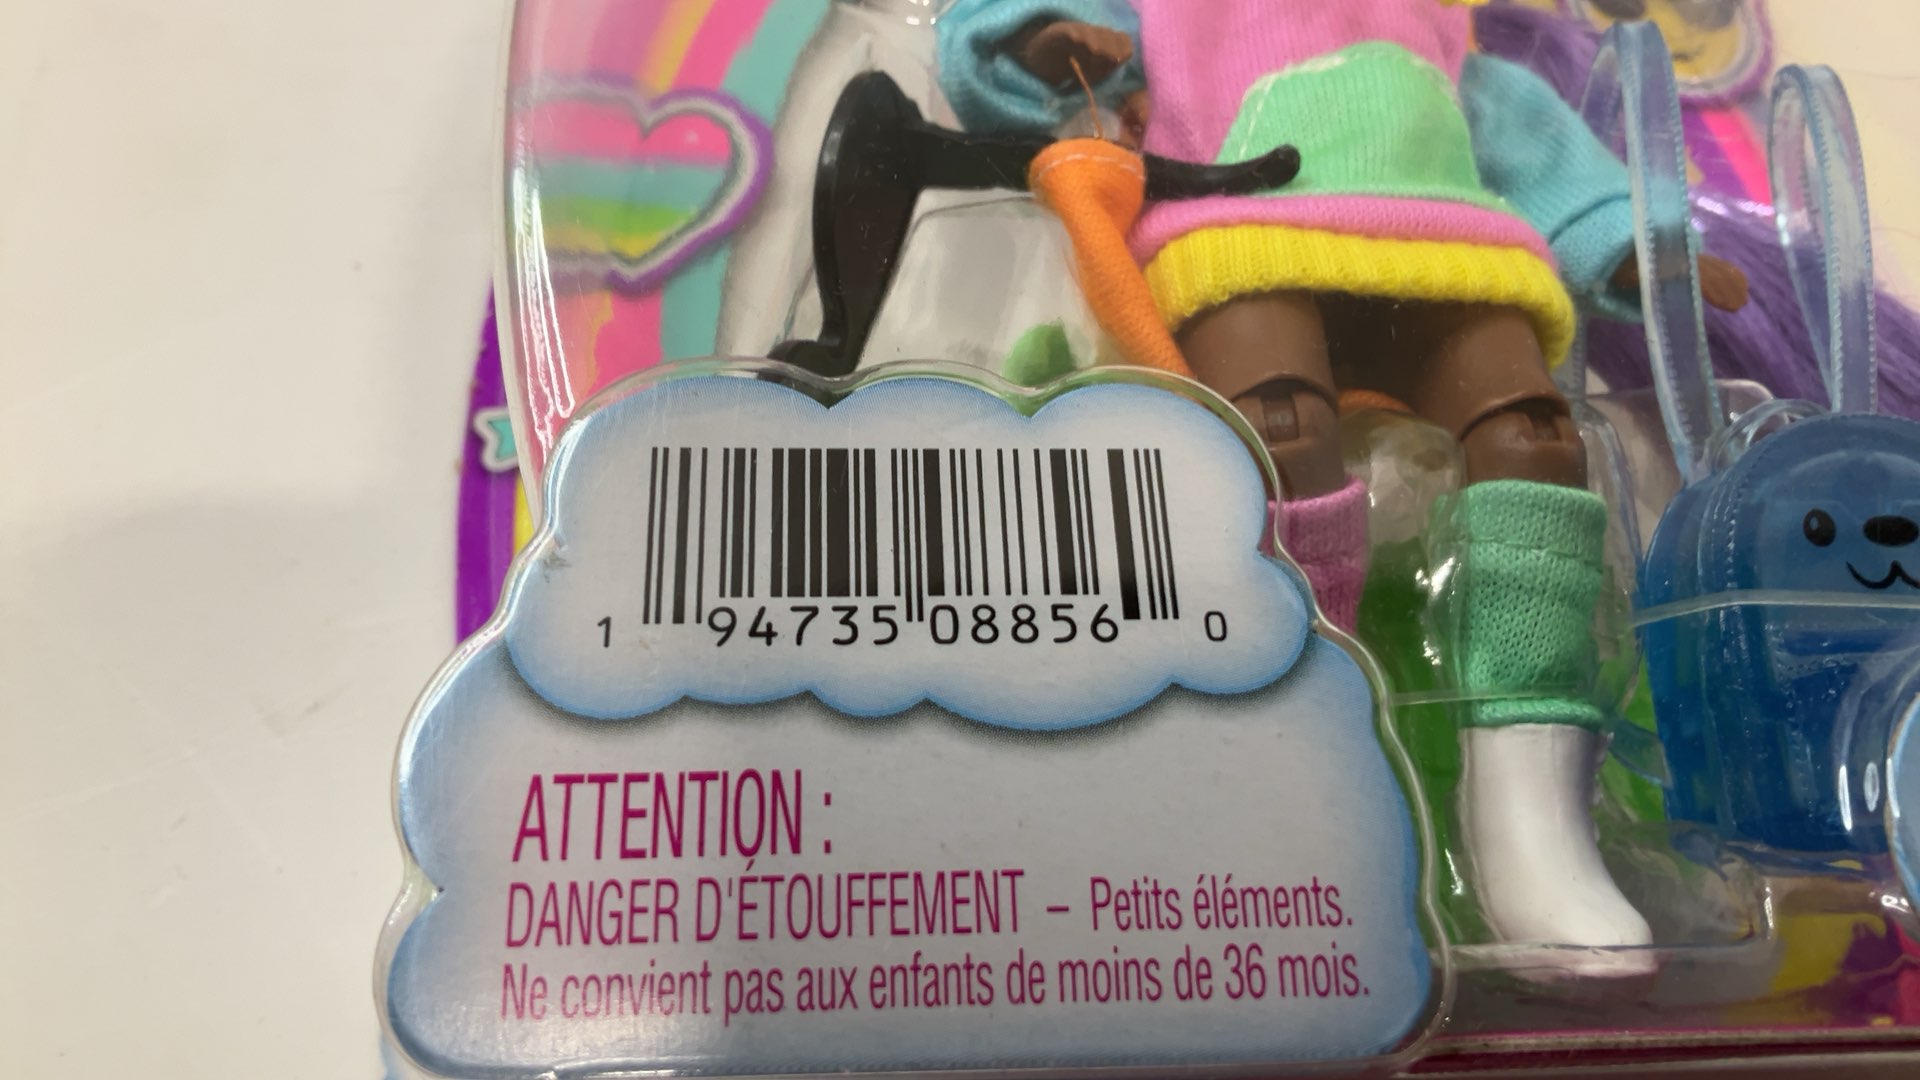 1 94735 08856 0
ATTENTION :
DANGER D'ÉTOUFFEMENT – Petits éléments.
Ne convient pas aux enfants de moins de 36 mois.